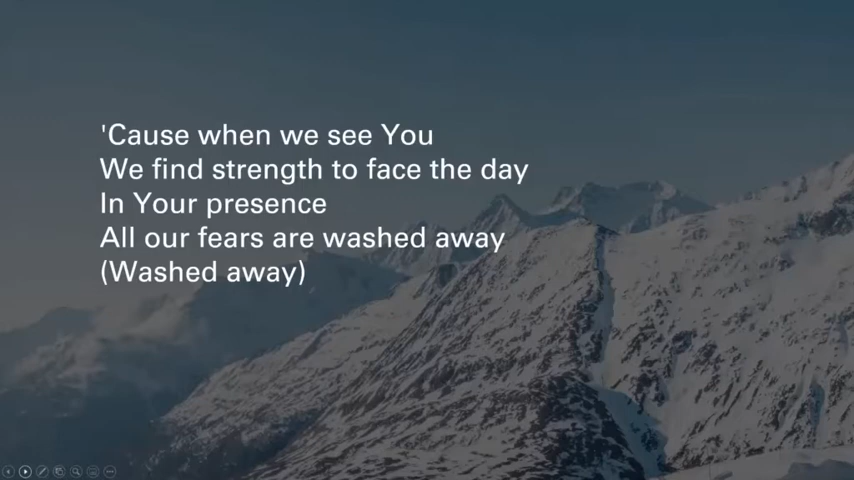 'Cause when we see You
We find strength to face the day
In Your presence
All our fears are washed away
(Washed away)